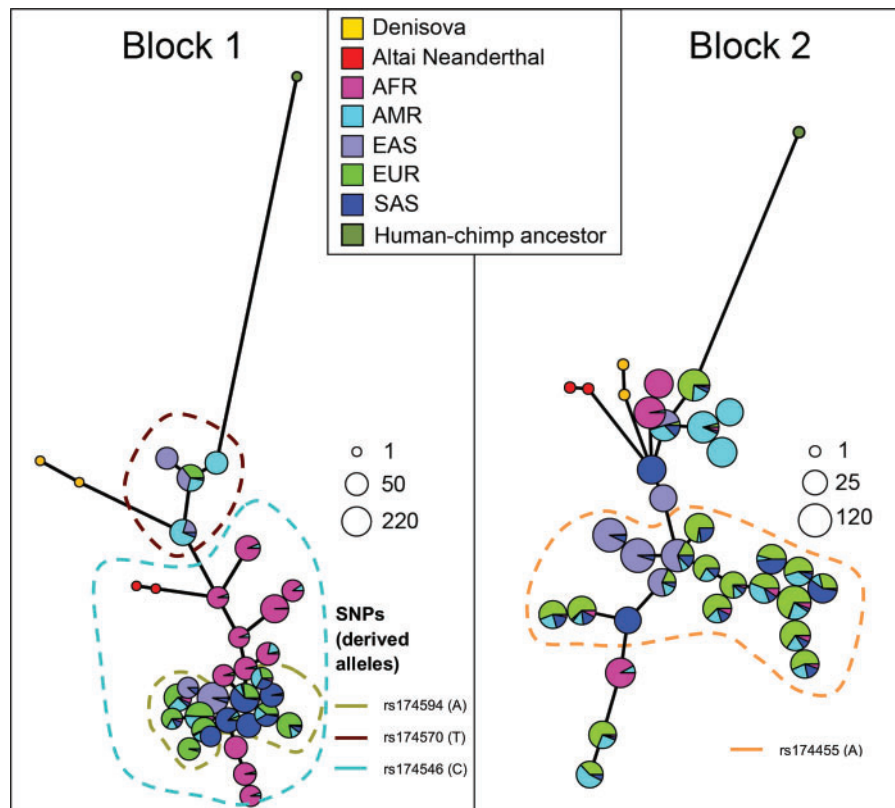 Block 1
Denisova
Altai Neanderthal
AFR
AMR
EAS
EUR
SAS
Human-chimp ancestor
Block 2
1
50
220
SNPs
(derived
alleles)
rs174594 (A)
rs174570 (T)
rs174546 (C)
1
25
120
rs174455 (A)